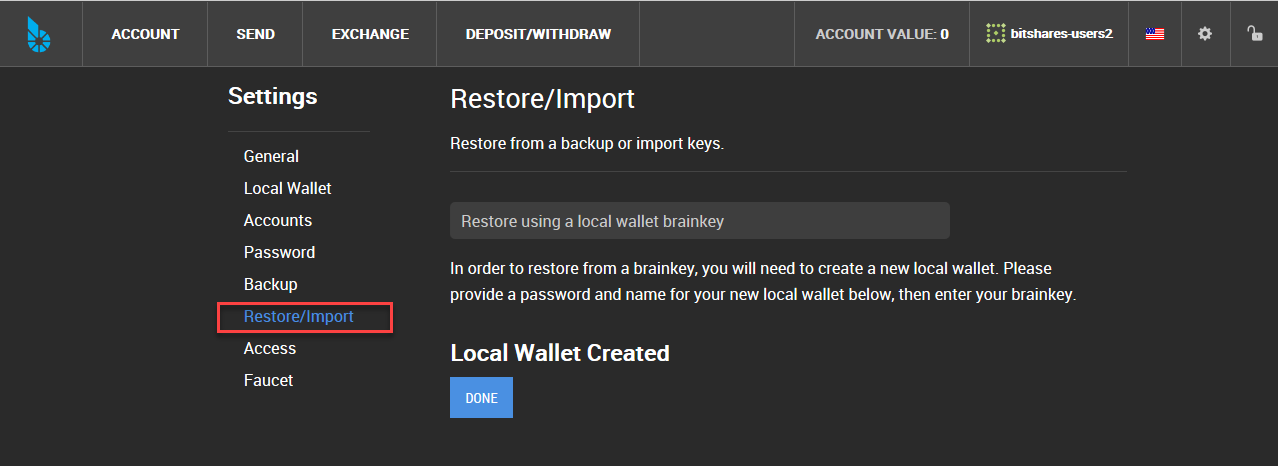 ACCOUNT
SEND
EXCHANGE
DEPOSIT/WITHDRAW
ACCOUNT VALUE: 0
bitshares-users2
Settings
General
Local Wallet
Accounts
Password
Backup
Restore/Import
Access
Faucet
Restore/Import
Restore from a backup or import keys.
Restore using a local wallet brainkey
In order to restore from a brainkey, you will need to create a new local wallet. Please
provide a password and name for your new local wallet below, then enter your brainkey.
Local Wallet Created
DONE